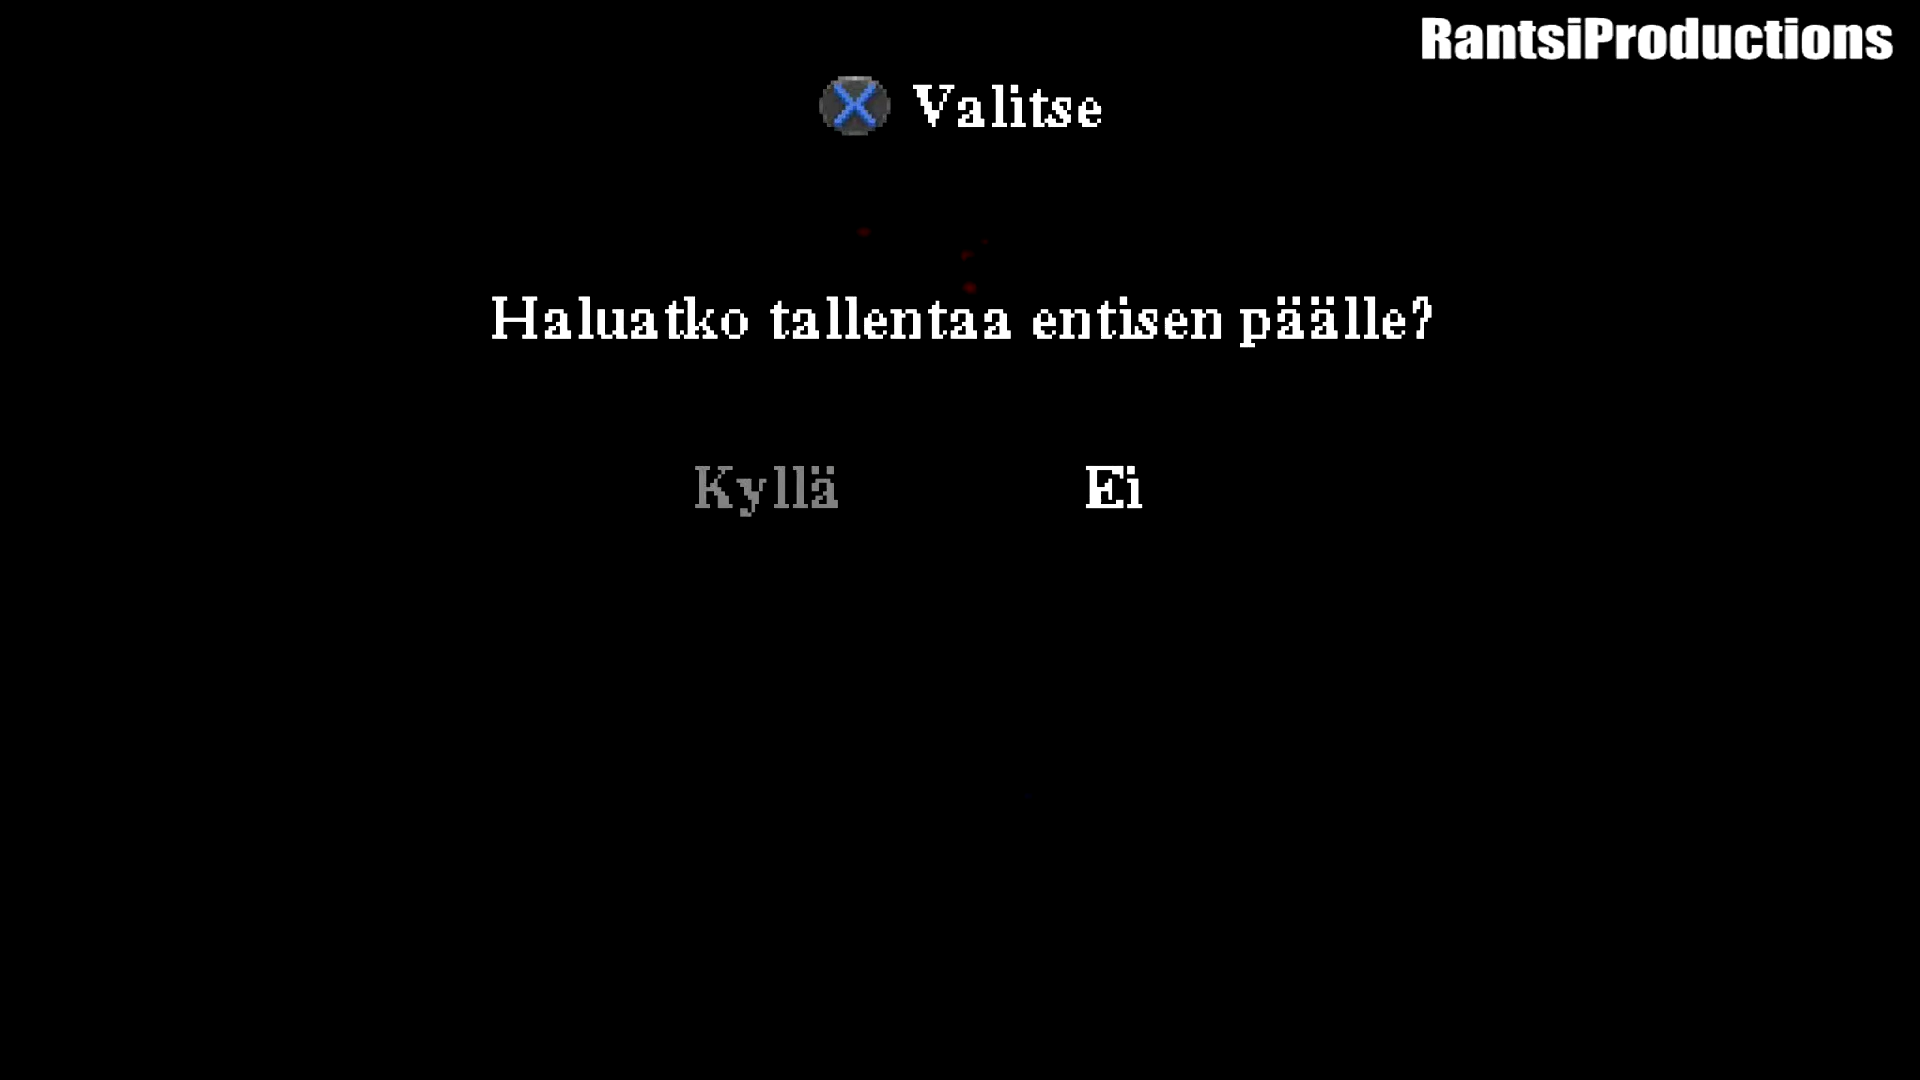 RantsiProductions
Valitse
Haluatko tallentaa entisen päälle?
Kyllä Ei